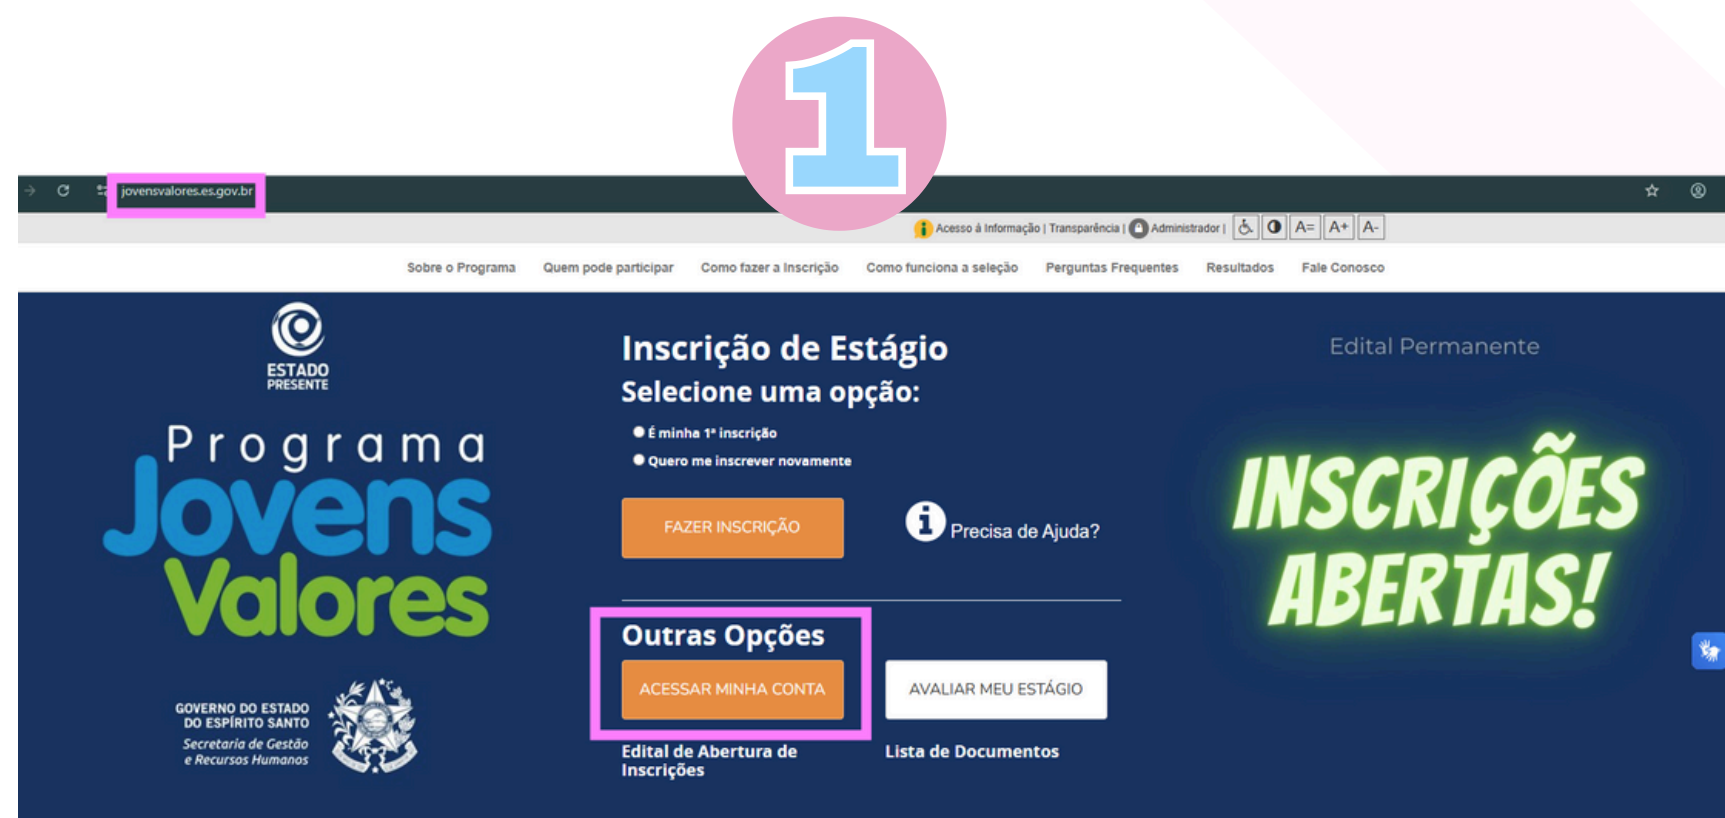 1
jovensvalores.es.gov.br
Acesso á Informação | Transparência | Administrador | A= A+ A-
Sobre o Programa Quem pode participar Como fazer a Inscrição Como funciona a seleção Perguntas Frequentes Resultados Fale Conosco
ESTADO
PRESENTE
Programa
Jovens
Valores
GOVERNO DO ESTADO
DO ESPÍRITO SANTO
Secretaria de Gestão
e Recursos Humanos
Inscrição de Estágio
Selecione uma opção:
É minha 1ª inscrição
Quero me inscrever novamente
FAZER INSCRIÇÃO
Precisa de Ajuda?
Outras Opções
ACESSAR MINHA CONTA
AVALIAR MEU ESTÁGIO
Edital de Abertura de
Inscrições
Lista de Documentos
Edital Permanente
INSCRIÇÕES
ABERTAS!